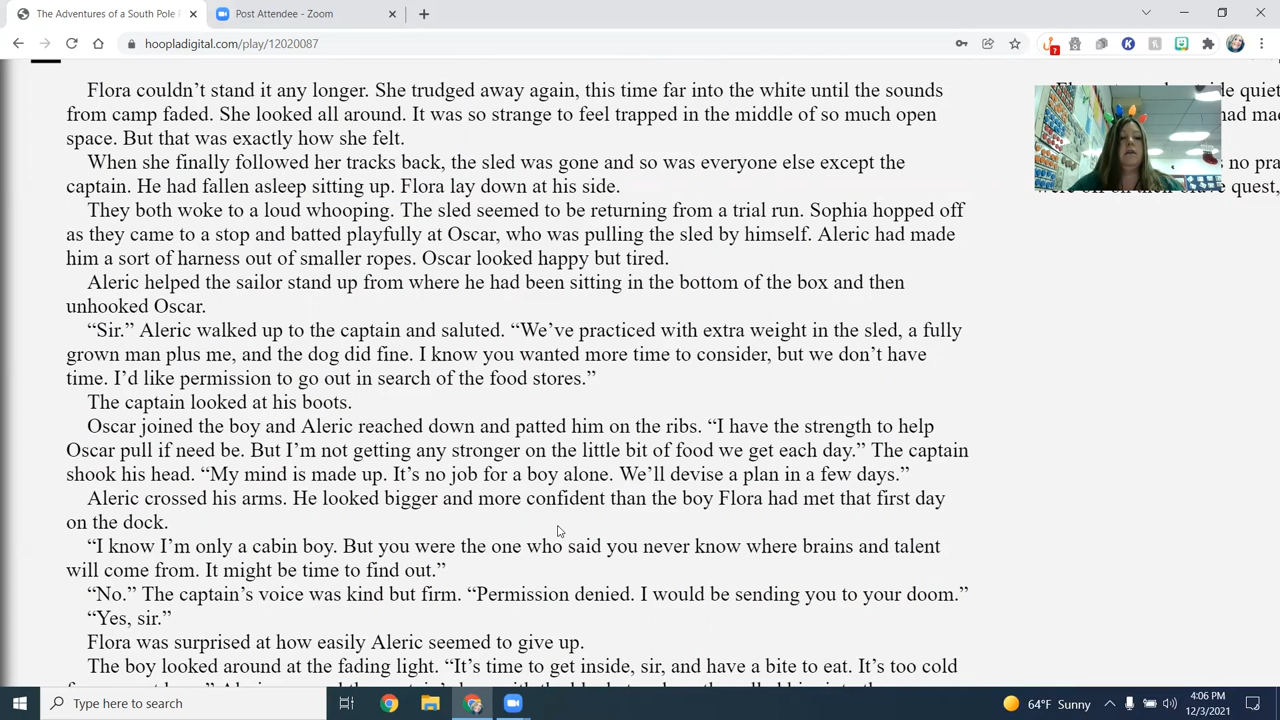 The Adventures of a South Pole
Post Attendee - Zoom
hoopladigital.com/play/12020087
Flora couldn’t stand it any longer. She trudged away again, this time far into the white until the sounds
from camp faded. She looked all around. It was so strange to feel trapped in the middle of so much open
space. But that was exactly how she felt.
When she finally followed her tracks back, the sled was gone and so was everyone else except the
captain. He had fallen asleep sitting up. Flora lay down at his side.
They both woke to a loud whooping. The sled seemed to be returning from a trial run. Sophia hopped off
as they came to a stop and batted playfully at Oscar, who was pulling the sled by himself. Aleric had made
him a sort of harness out of smaller ropes. Oscar looked happy but tired.
Aleric helped the sailor stand up from where he had been sitting in the bottom of the box and then
unhooked Oscar.
“Sir.” Aleric walked up to the captain and saluted. “We’ve practiced with extra weight in the sled, a fully
grown man plus me, and the dog did fine. I know you wanted more time to consider, but we don’t have
time. I’d like permission to go out in search of the food stores.”
The captain looked at his boots.
Oscar joined the boy and Aleric reached down and patted him on the ribs. “I have the strength to help
Oscar pull if need be. But I’m not getting any stronger on the little bit of food we get each day.” The captain
shook his head. “My mind is made up. It’s no job for a boy alone. We’ll devise a plan in a few days.”
Aleric crossed his arms. He looked bigger and more confident than the boy Flora had met that first day
on the dock.
“I know I’m only a cabin boy. But you were the one who said you never know where brains and talent
will come from. It might be time to find out.”
“No.” The captain’s voice was kind but firm. “Permission denied. I would be sending you to your doom.”
“Yes, sir.”
Flora was surprised at how easily Aleric seemed to give up.
The boy looked around at the fading light. “It’s time to get inside, sir, and have a bite to eat. It’s too cold
quiet
had mad
no pra
quest,
Type here to search
64°F Sunny
4:06 PM
12/3/2021